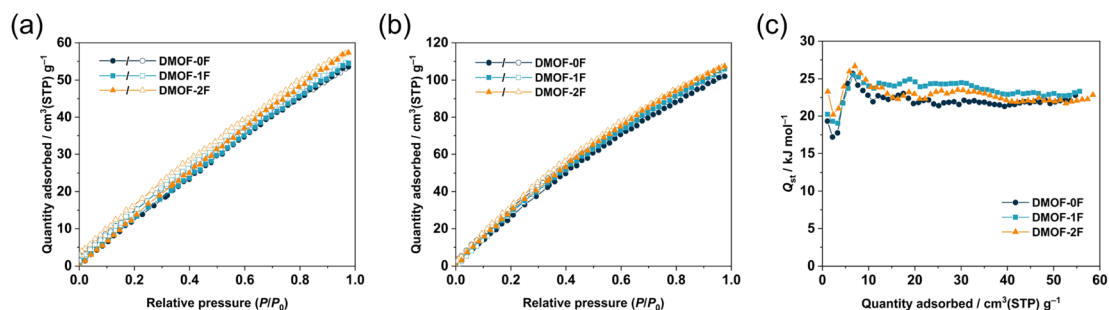 (a)
Quantity adsorbed / cm³(STP) g⁻¹
60
50
40
30
20
10
0
/ DMOF-0F
/ DMOF-1F
/ DMOF-2F
0.0 0.2 0.4 0.6 0.8 1.0
Relative pressure (P/P₀)
(b)
Quantity adsorbed / cm³(STP) g⁻¹
120
100
80
60
40
20
0
/ DMOF-0F
/ DMOF-1F
/ DMOF-2F
0.0 0.2 0.4 0.6 0.8 1.0
Relative pressure (P/P₀)
(c)
Qst / kJ mol⁻¹
30
25
20
15
10
5
0
DMOF-0F
DMOF-1F
DMOF-2F
0 10 20 30 40 50 60
Quantity adsorbed / cm³(STP) g⁻¹